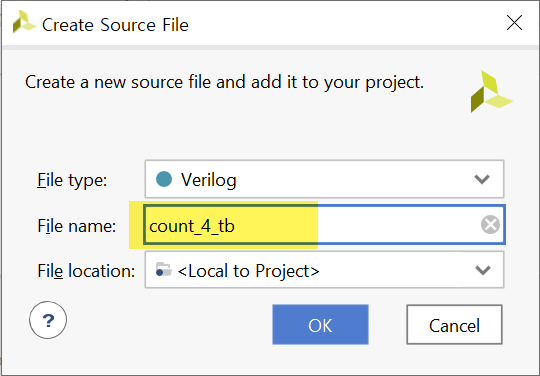 Create Source File
Create a new source file and add it to your project.
File type: Verilog
File name: count_4_tb
File location: <Local to Project>
? OK Cancel